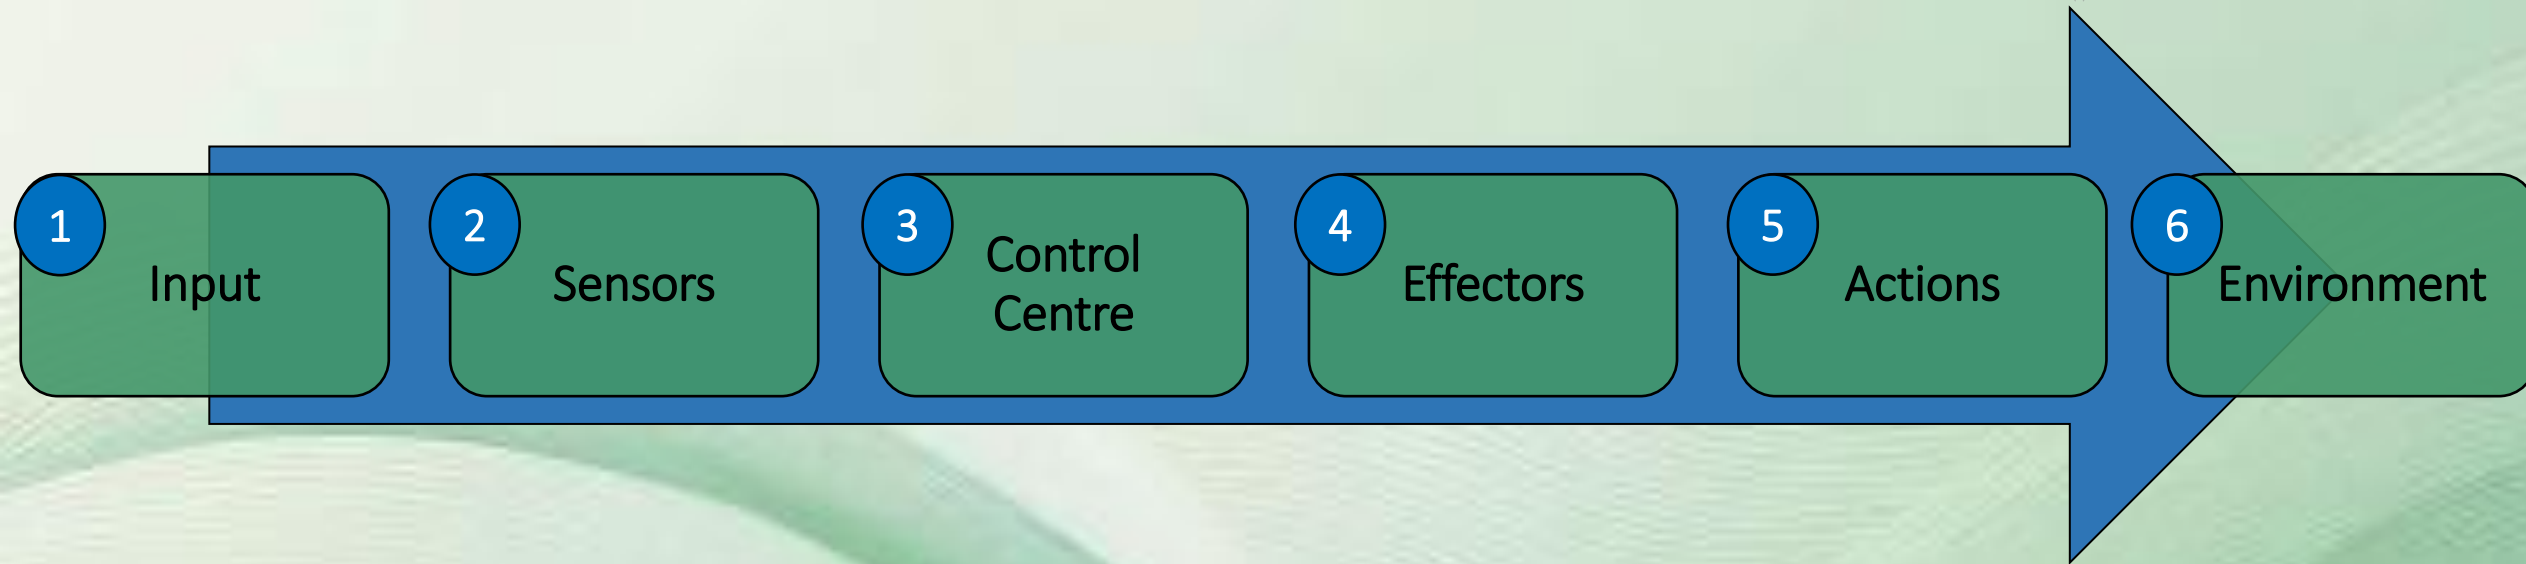 1
Input
2
Sensors
3
Control
Centre
4
Effectors
5
Actions
6
Environment